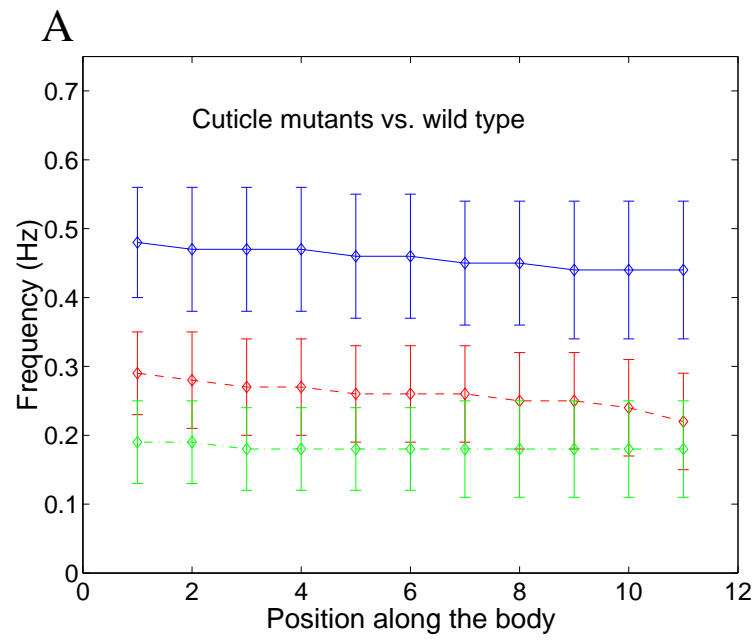 A
0.7
Cuticle mutants vs. wild type
0.6
0.5
0.4
0.3
0.2
0.1
0
Frequency (Hz)
0 2 4 6 8 10 12
Position along the body